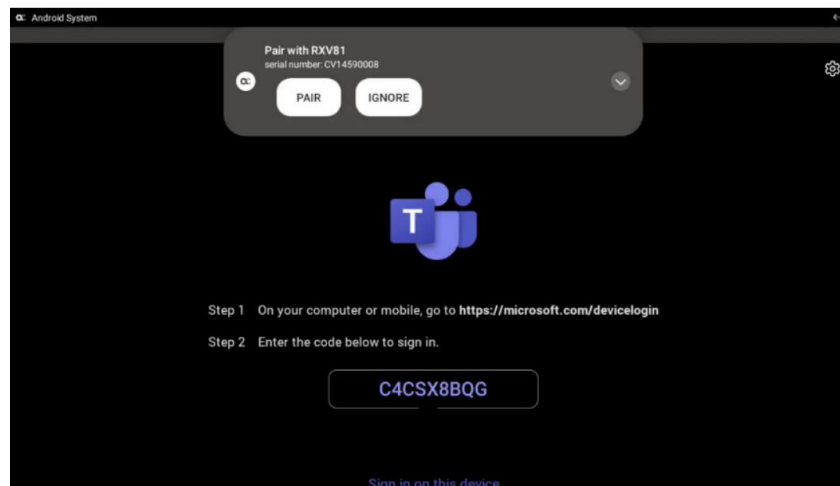 Android System
Pair with RXV81
serial number: CV14590008
PAIR IGNORE
T
Step 1 On your computer or mobile, go to https://microsoft.com/devicelogin
Step 2 Enter the code below to sign in.
C4CSX8BQG
Sign in on this device